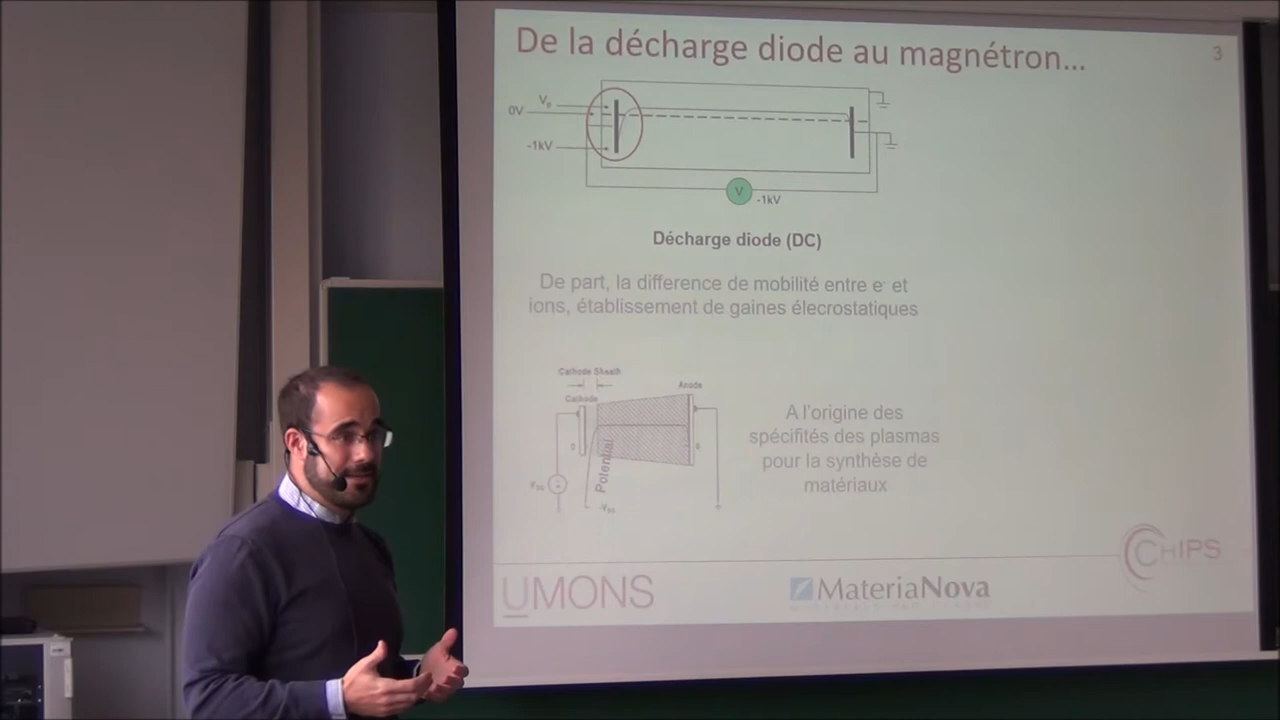 De la décharge diode au magnétron...
3
Vp
0V
-1kV
V
-1kV
Décharge diode (DC)
De part, la difference de mobilité entre e- et
ions, établissement de gaines élecrostatiques
Cathode Sheath
Anode
Cathode
0
0
Potential
A l'origine des
spécifités des plasmas
pour la synthèse de
matériaux
UMONS
MateriaNova
CHIPS